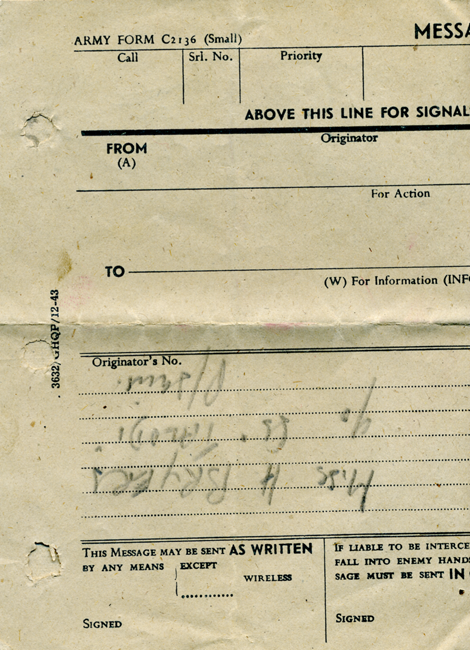 MESSA
ARMY FORM C2136 (Small)
Call Srl. No. Priority
ABOVE THIS LINE FOR SIGNAL
FROM Originator
(A)
For Action
TO
(W) For Information (INF
3632/GHQP/12-43
Originator's No.
Miss H
THIS MESSAGE MAY BE SENT AS WRITTEN
BY ANY MEANS EXCEPT
WIRELESS
SIGNED
IF LIABLE TO BE INTERCE
FALL INTO ENEMY HANDS
SAGE MUST BE SENT IN
SIGNED